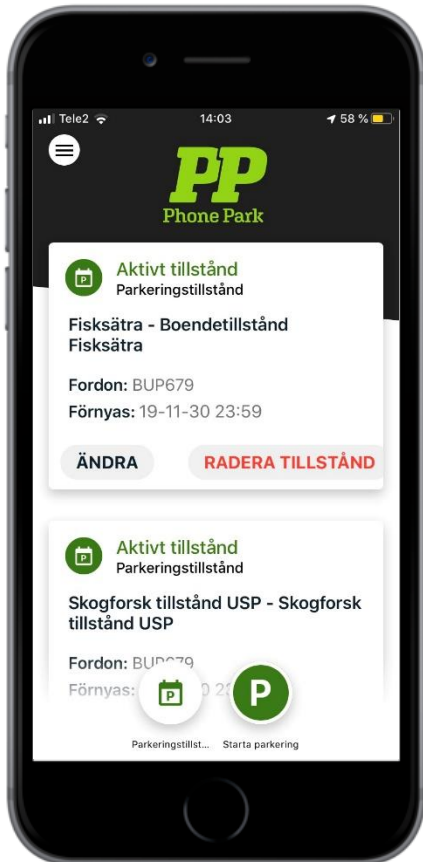 Tele2 14:03 58 %
PP
Phone Park
Aktivt tillstånd
Parkeringstillstånd
Fisksätra - Boendetillstånd
Fisksätra
Fordon: BUP679
Förnyas: 19-11-30 23:59
ÄNDRA RADERA TILLSTÅND
Aktivt tillstånd
Parkeringstillstånd
Skogforsk tillstånd USP - Skogforsk
tillstånd USP
Fordon:
Förnyas:
P P
Parkeringstillst... Starta parkering